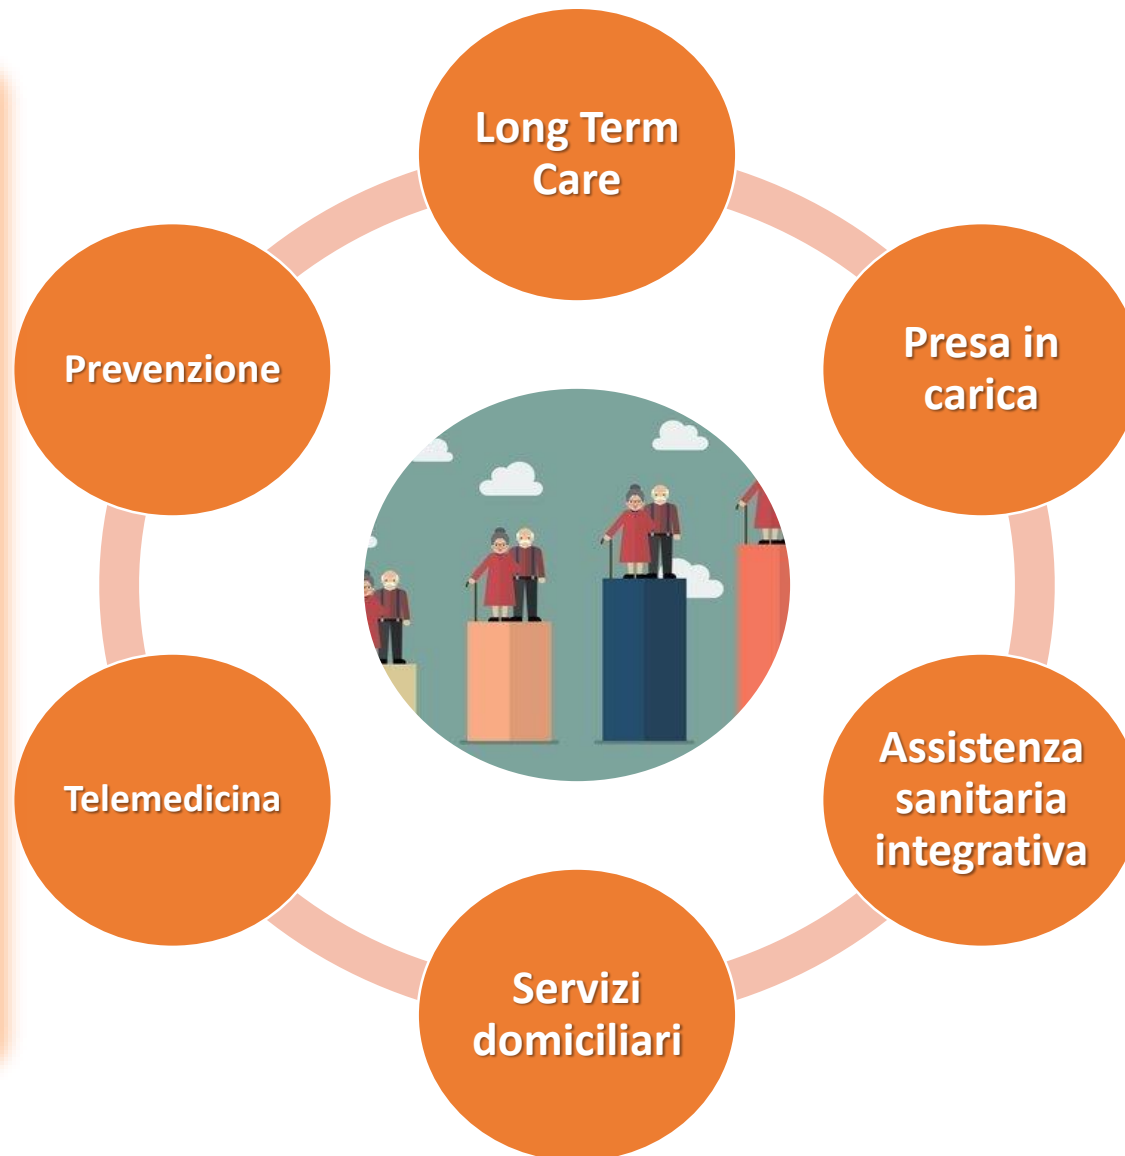 Long Term
Care
Presa in
carica
Assistenza
sanitaria
integrativa
Servizi
domiciliari
Telemedicina
Prevenzione